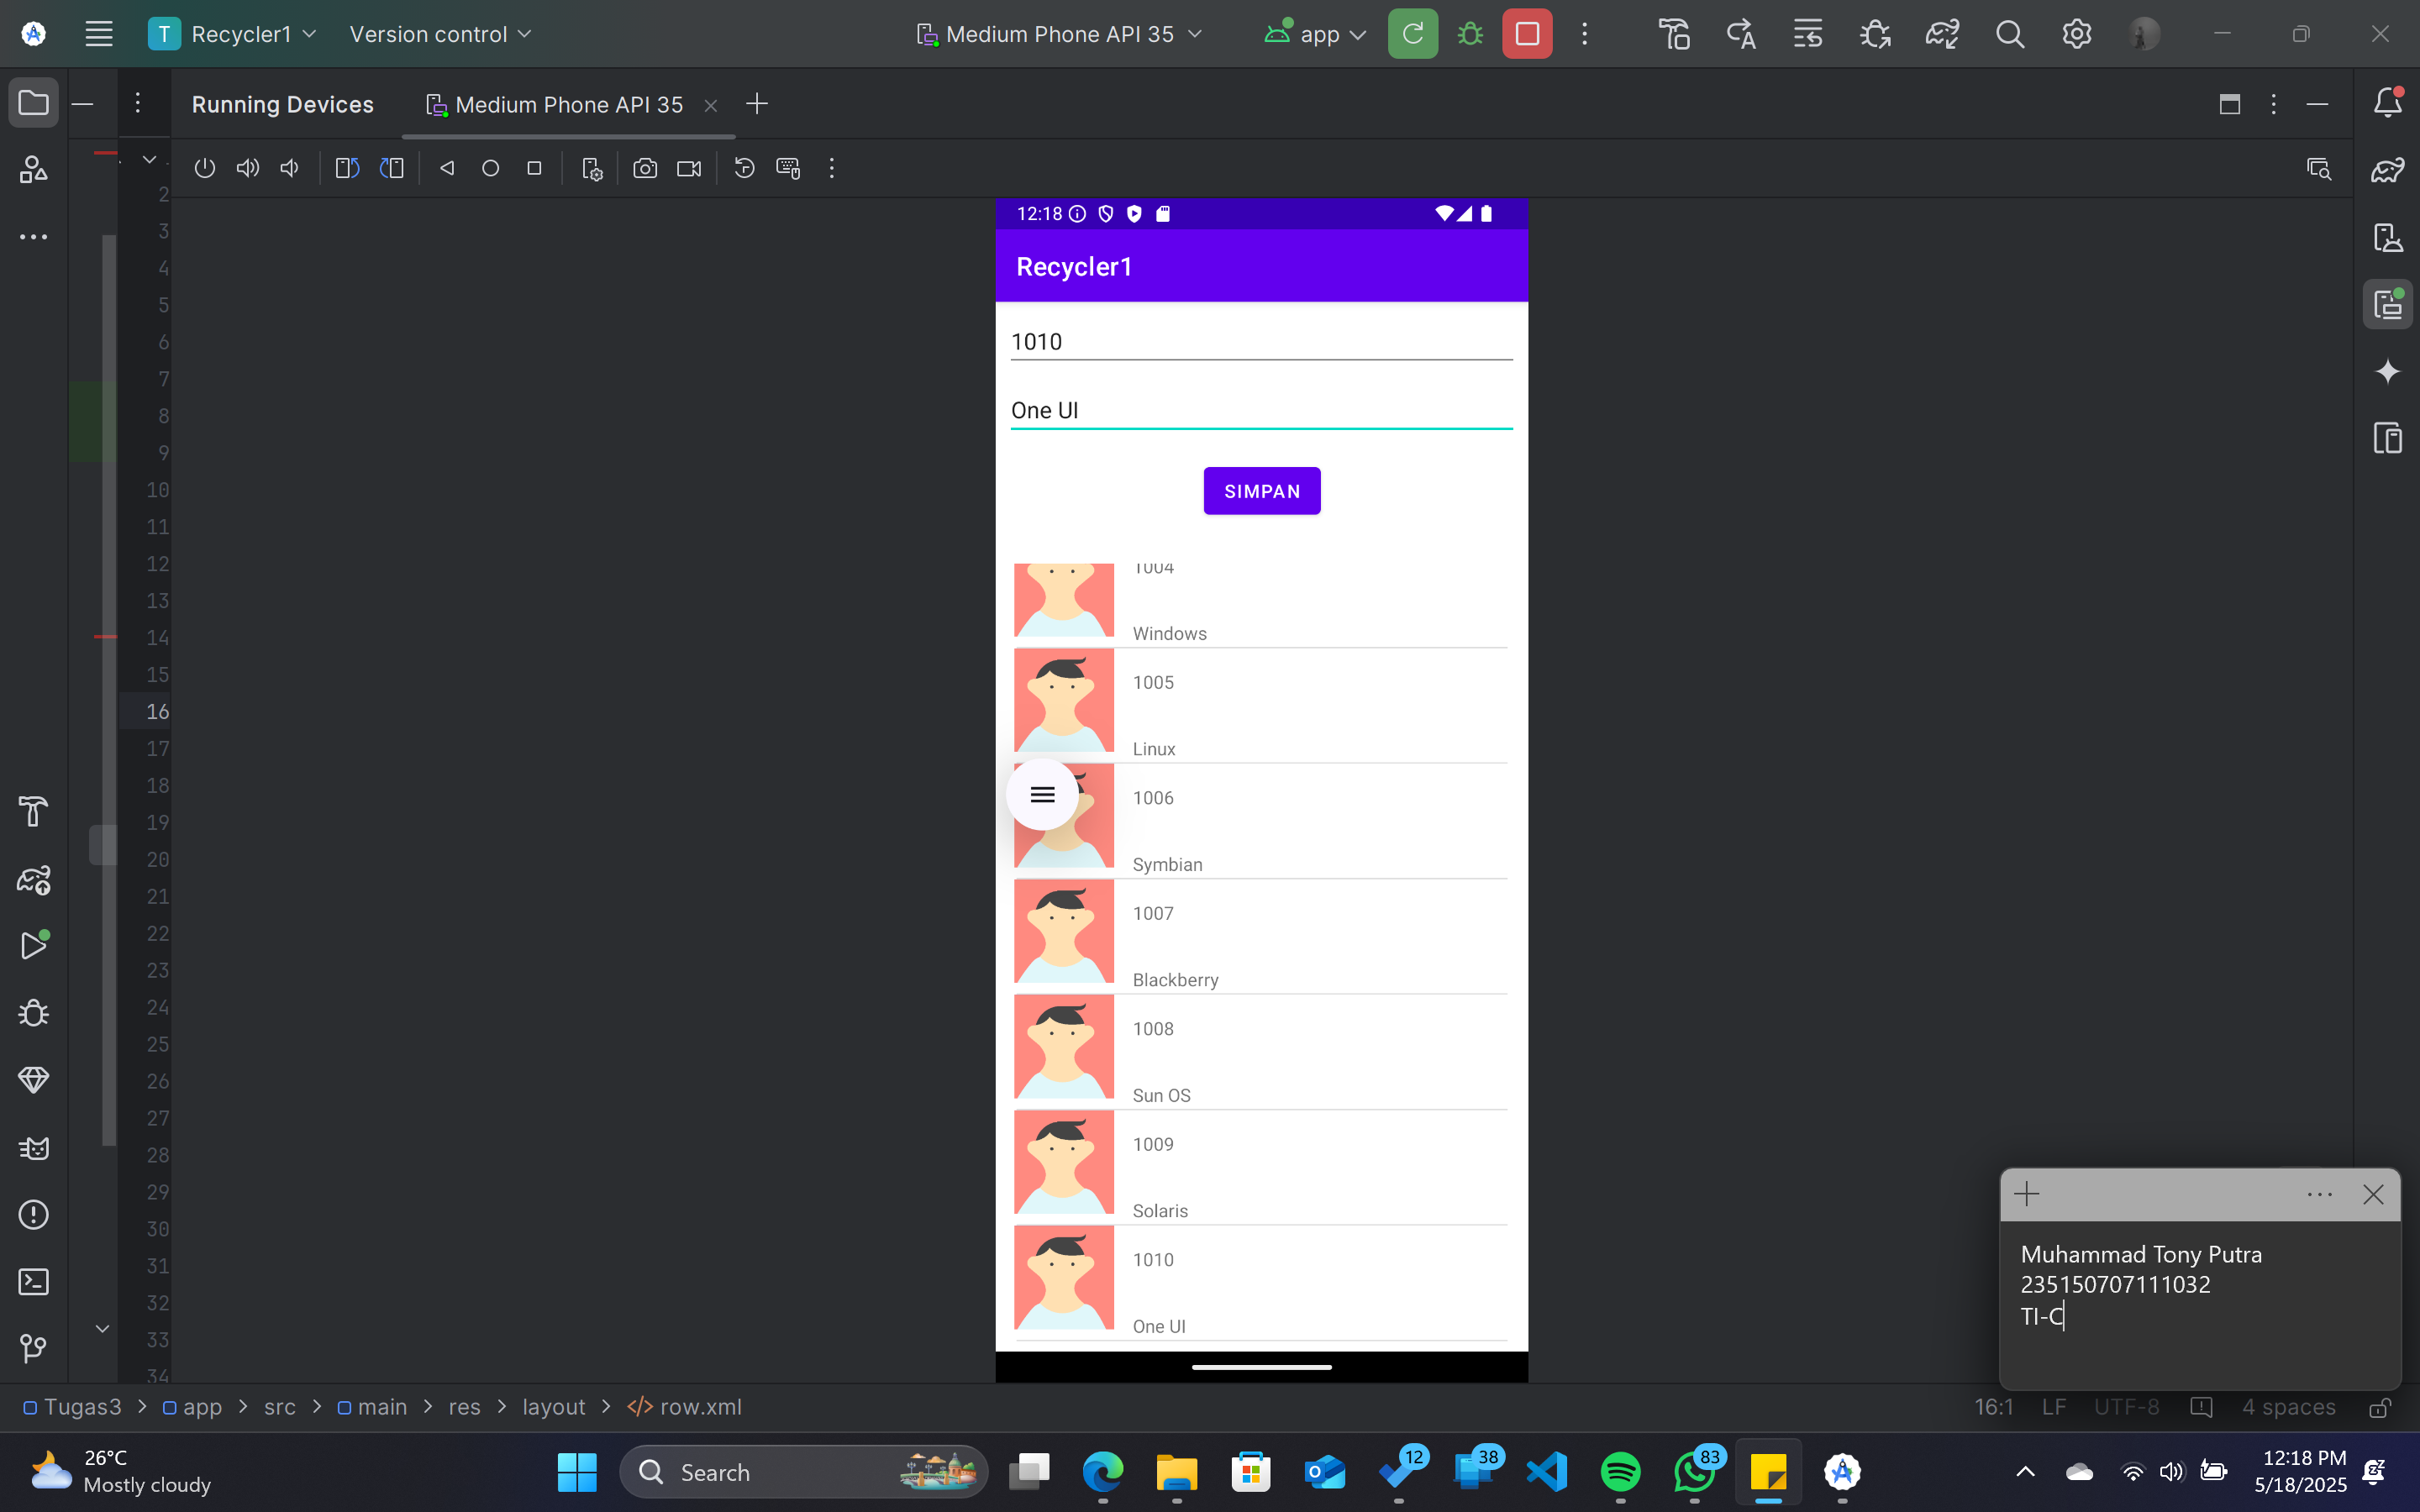 T Recycler1 Version control Medium Phone API 35 app
Running Devices Medium Phone API 35
12:18
Recycler1
1010
One UI
SIMPAN
1004
Windows
1005
Linux
1006
Symbian
1007
Blackberry
1008
Sun OS
1009
Solaris
1010
One UI
2
3
4
5
6
7
8
9
10
11
12
13
14
15
16
17
18
19
20
21
22
23
24
25
26
27
28
29
30
31
32
33
34
Muhammad Tony Putra
235150707111032
TI-C
Tugas3 > app > src > main > res > layout > </> row.xml 16:1 LF UTF-8 4 spaces
26°C
Mostly cloudy
Search
12
38
83
12:18 PM
5/18/2025